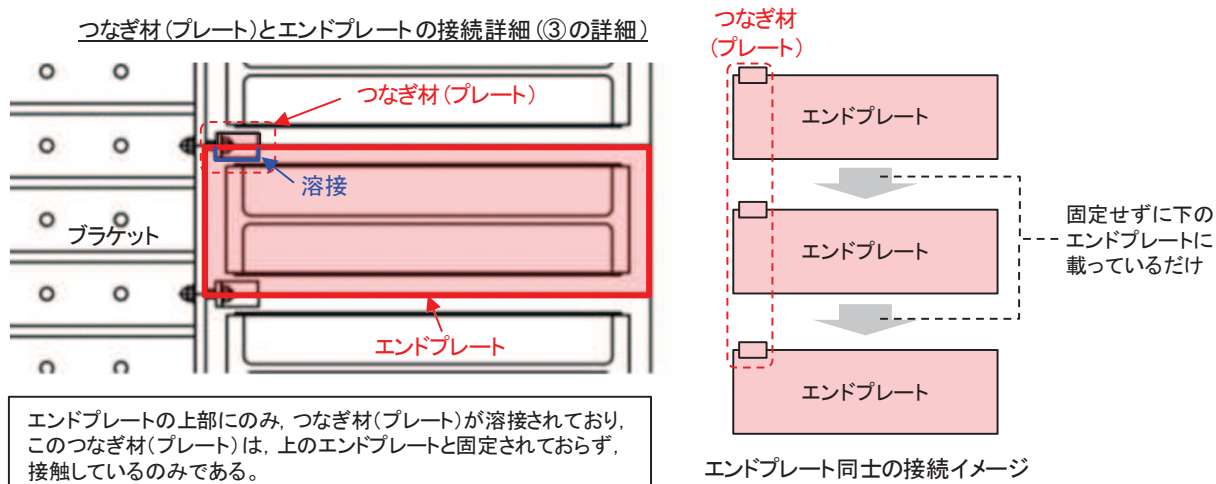 つなぎ材(プレート)とエンドプレートの接続詳細(③の詳細)
つなぎ材(プレート)
溶接
ブラケット
エンドプレート
エンドプレートの上部にのみ, つなぎ材(プレート)が溶接されており,
このつなぎ材(プレート)は, 上のエンドプレートと固定されておらず,
接触しているのみである。
つなぎ材
(プレート)
エンドプレート
エンドプレート
エンドプレート
固定せずに下の
エンドプレートに
載っているだけ
エンドプレート同士の接続イメージ